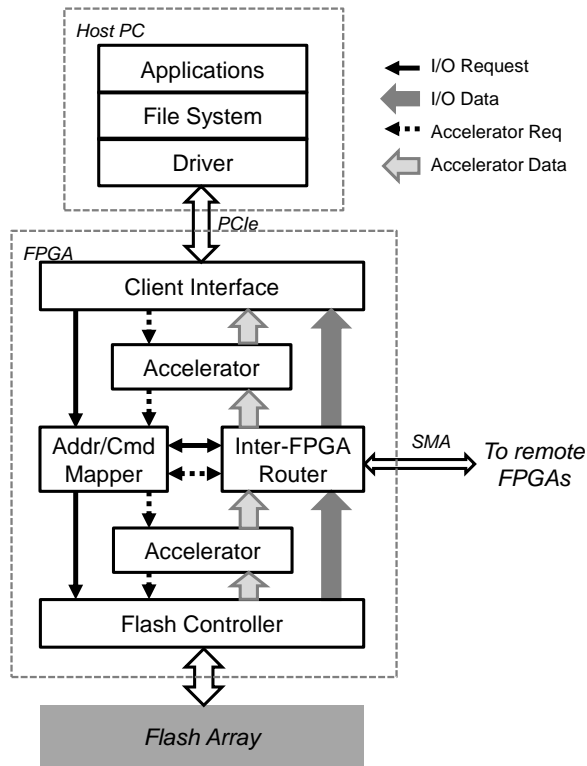 Host PC
Applications
File System
Driver
I/O Request
I/O Data
Accelerator Req
Accelerator Data
PCIe
FPGA
Client Interface
Accelerator
Addr/Cmd
Mapper
Inter-FPGA
Router
SMA
To remote
FPGAs
Accelerator
Flash Controller
Flash Array